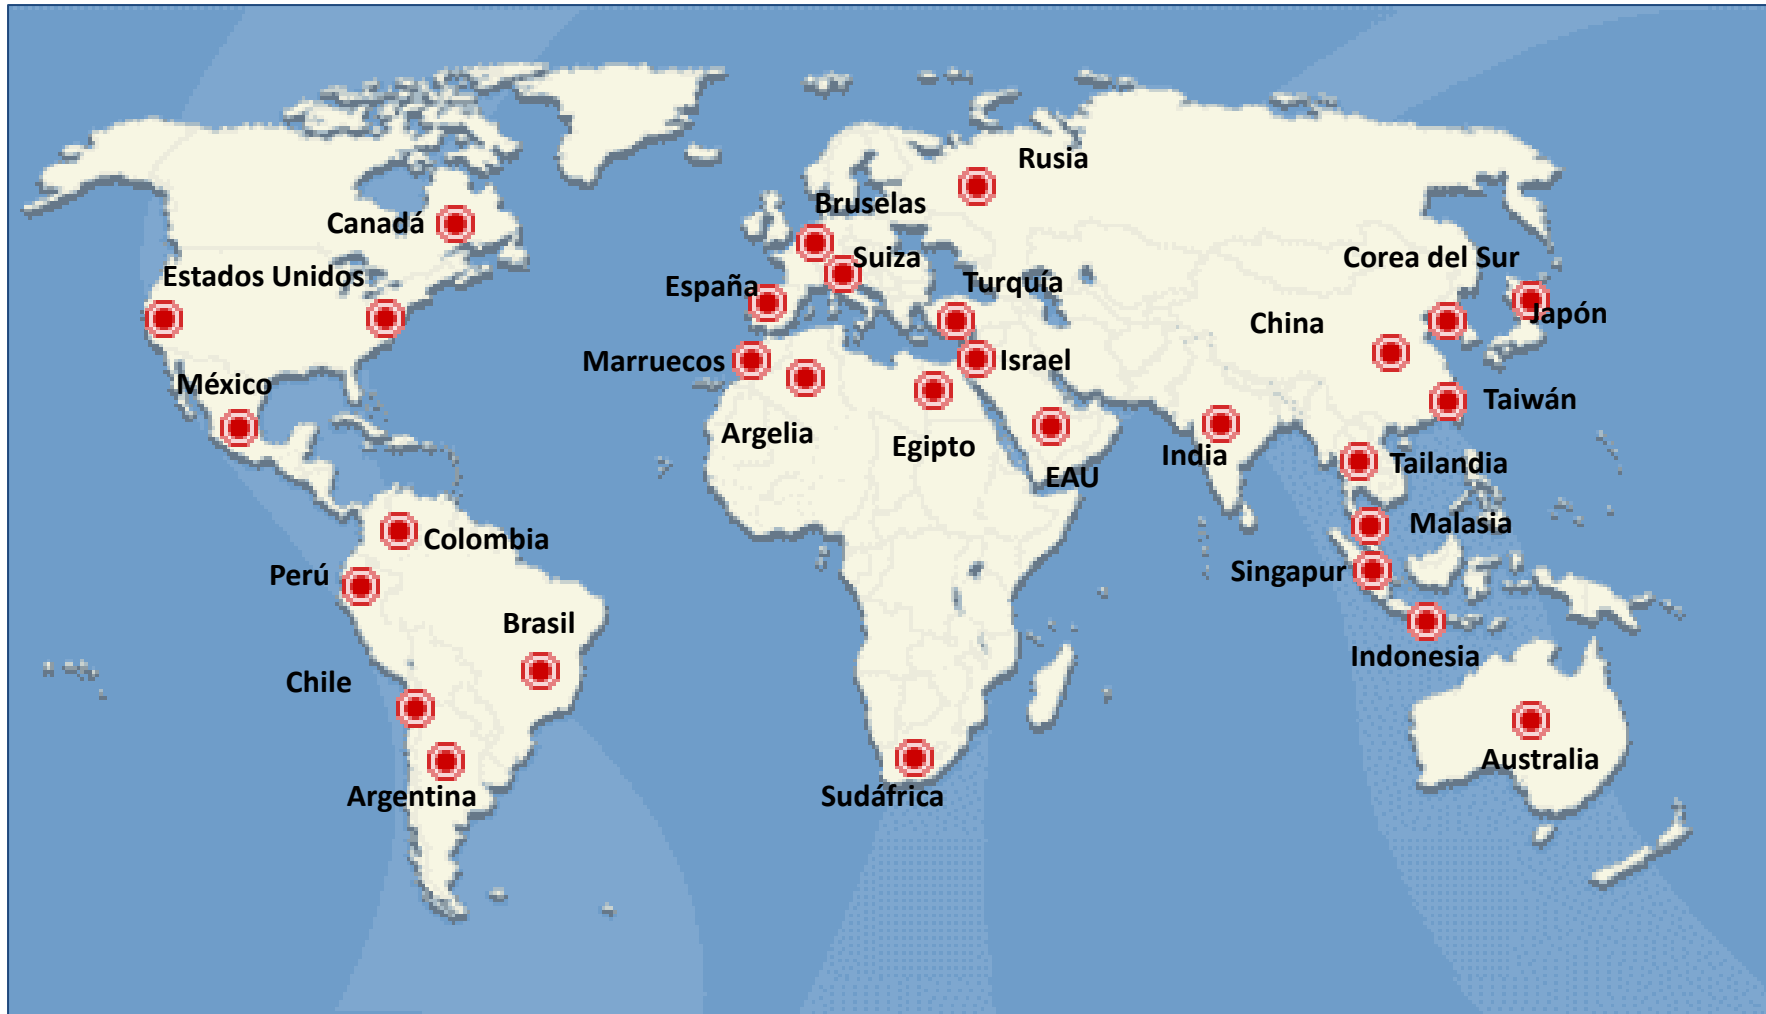 Rusia
Bruselas
Canadá
Suiza
Corea del Sur
Estados Unidos
España
Turquía
Japón
China
Marruecos
Israel
México
Taiwán
Argelia
Egipto
India
Tailandia
EAU
Malasia
Colombia
Singapur
Perú
Brasil
Indonesia
Chile
Australia
Argentina
Sudáfrica